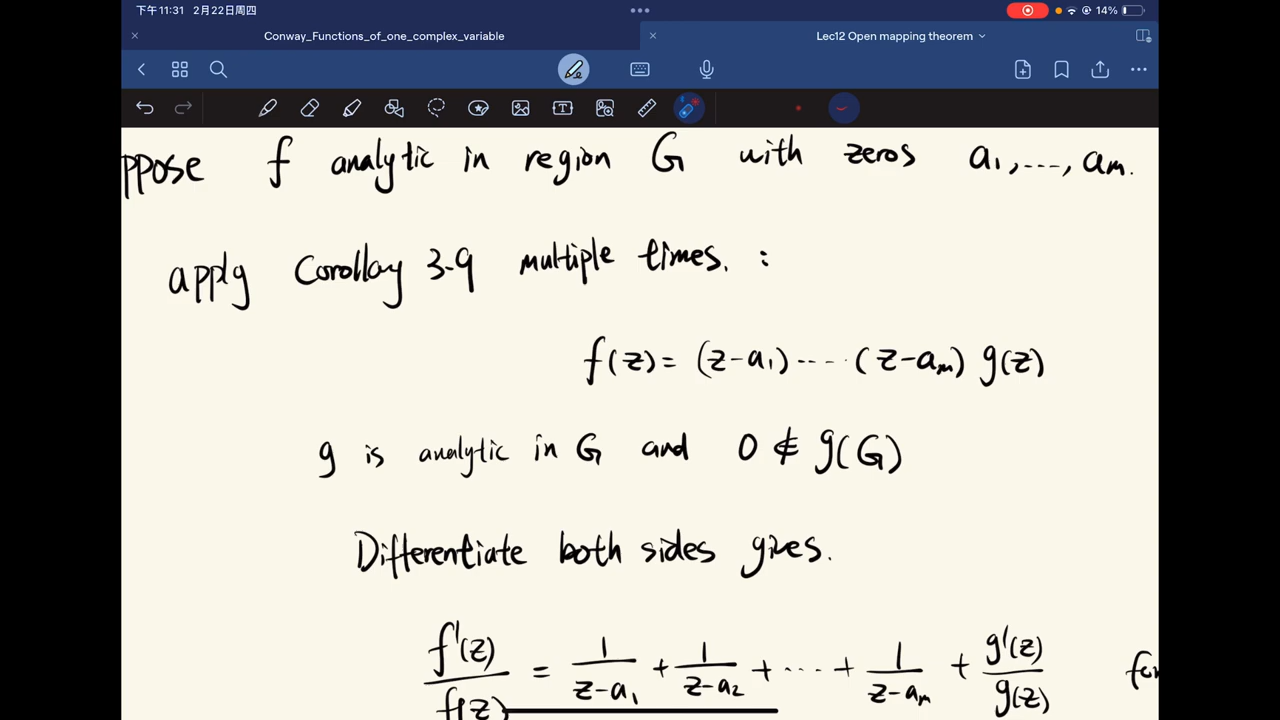 下午11:31 2月22日周四
14%
Conway_Functions_of_one_complex_variable
Lec12 Open mapping theorem
ppose f analytic in region G with zeros a1,----,am.
apply Corollay 3.9 multiple times. :
f(z)= (z-a1)-----(z-am) g(z)
g is analytic in G and 0 ∉ g(G)
Differentiate both sides gives.
f'(z)/f(z) = 1/(z-a1) + 1/(z-a2) + ---- + 1/(z-am) + g'(z)/g(z)